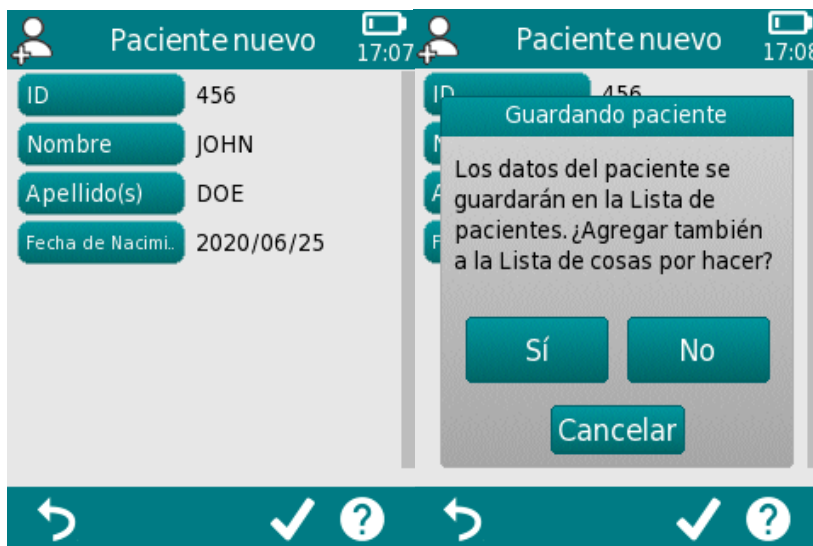 Paciente nuevo
17:07
ID 456
Nombre JOHN
Apellido(s) DOE
Fecha de Nacimi.. 2020/06/25
?
Paciente nuevo
17:08
ID 456
Guardando paciente
Los datos del paciente se
guardarán en la Lista de
pacientes. ¿Agregar también
a la Lista de cosas por hacer?
Sí No
Cancelar
?